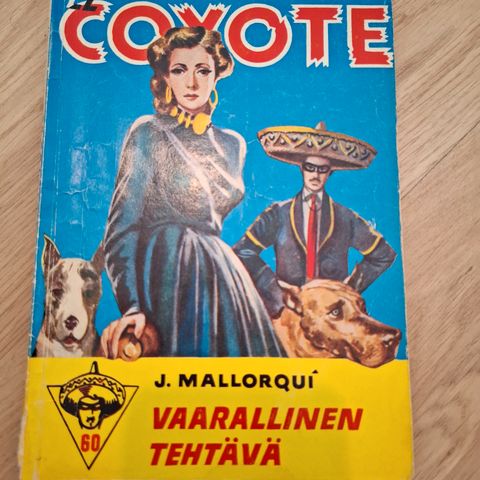 COYOTE
J. MALLORQUÍ
60
VAARALLINEN
TEHTÄVÄ